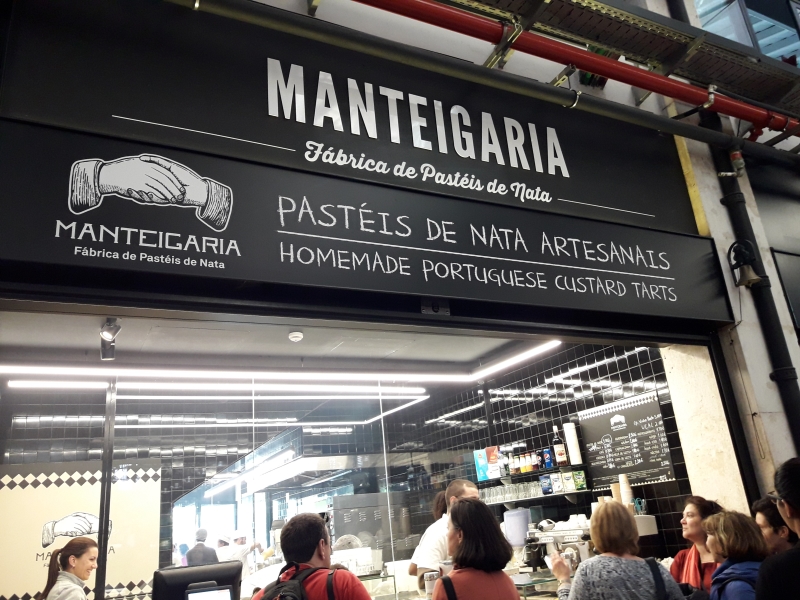 MANTEIGARIA
Fábrica de Pastéis de Nata
MANTEIGARIA
Fábrica de Pastéis de Nata
PASTÉIS DE NATA ARTESANAIS
HOMEMADE PORTUGUESE CUSTARD TARTS